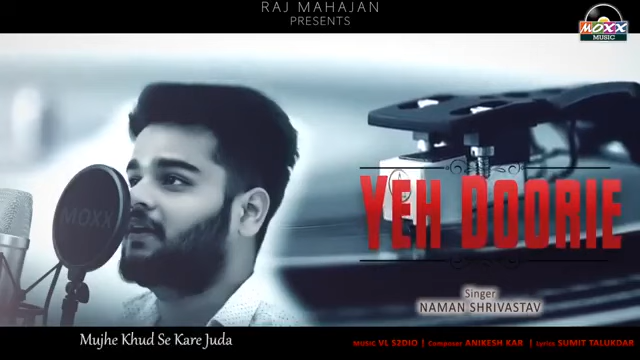 RAJ MAHAJAN
PRESENTS
MOXX
MUSIC
MOXX
YEH DOORIE
Singer
NAMAN SHRIVASTAV
Mujhe Khud Se Kare Juda
MUSIC VL S2DIO | Composer ANIKESH KAR | Lyrics SUMIT TALUKDAR